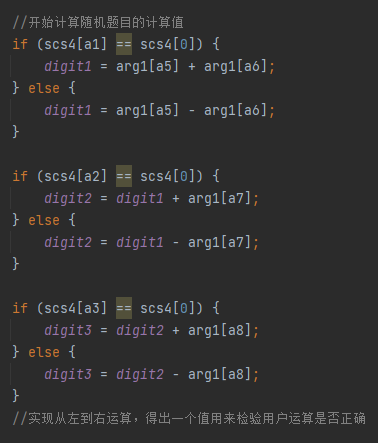 //开始计算随机题目的计算值
if (scs4[a1] == scs4[0]) {
    digit1 = arg1[a5] + arg1[a6];
} else {
    digit1 = arg1[a5] - arg1[a6];
}

if (scs4[a2] == scs4[0]) {
    digit2 = digit1 + arg1[a7];
} else {
    digit2 = digit1 - arg1[a7];
}

if (scs4[a3] == scs4[0]) {
    digit3 = digit2 + arg1[a8];
} else {
    digit3 = digit2 - arg1[a8];
}
//实现从左到右运算，得出一个值用来检验用户运算是否正确